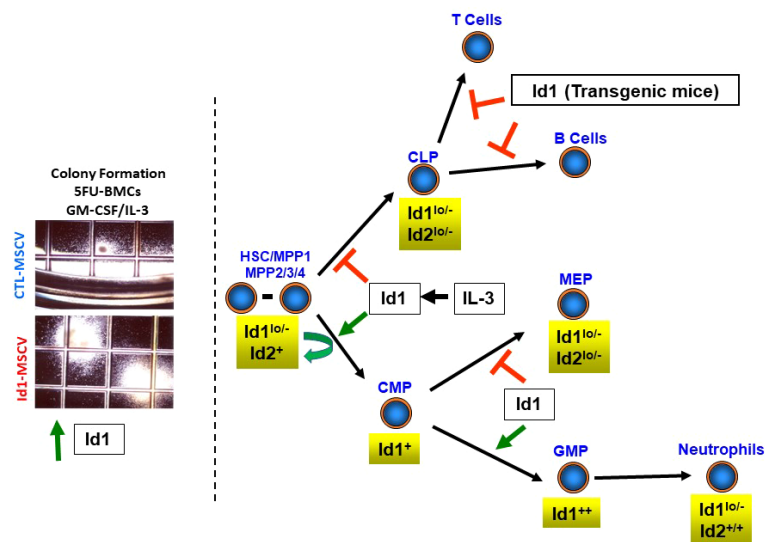 Colony Formation
5FU-BMCs
GM-CSF/IL-3
CTL-MSCV
Id1-MSCV
Id1
T Cells
Id1 (Transgenic mice)
B Cells
CLP
Id1lo/-
Id2lo/-
HSC/MPP1
MPP2/3/4
Id1lo/-
Id2+
Id1
IL-3
MEP
Id1lo/-
Id2lo/-
CMP
Id1+
Id1
GMP
Id1++
Neutrophils
Id1lo/-
Id2+/+